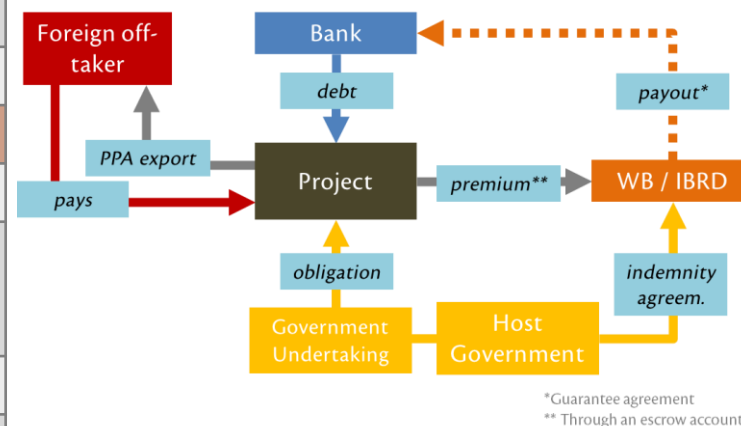 Foreign off-
taker
Bank
debt
payout*
PPA export
Project
premium**
WB / IBRD
pays
obligation
indemnity
agreem.
Government
Undertaking
Host
Government
*Guarantee agreement
** Through an escrow account